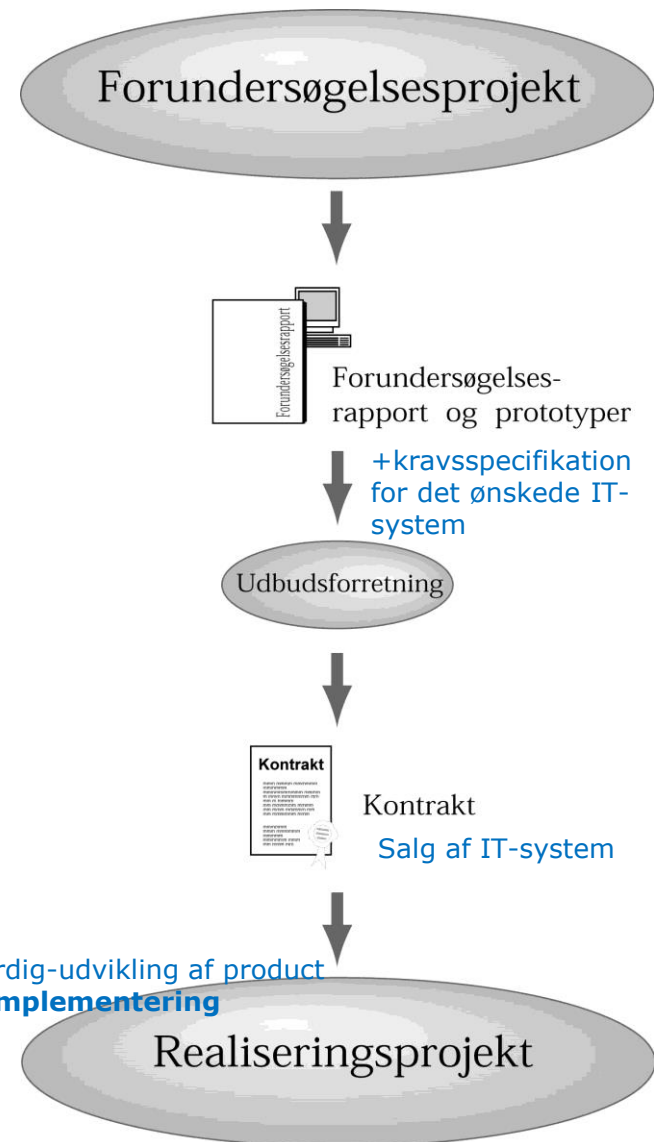 Forundersøgelsesprojekt
Forundersøgelsesrapport
Forundersøgelses-
rapport og prototyper
+kravsspecifikation
for det ønskede IT-
system
Udbudsforretning
Kontrakt
Kontrakt
Salg af IT-system
rdig-udvikling af product
mplementering
Realiseringsprojekt